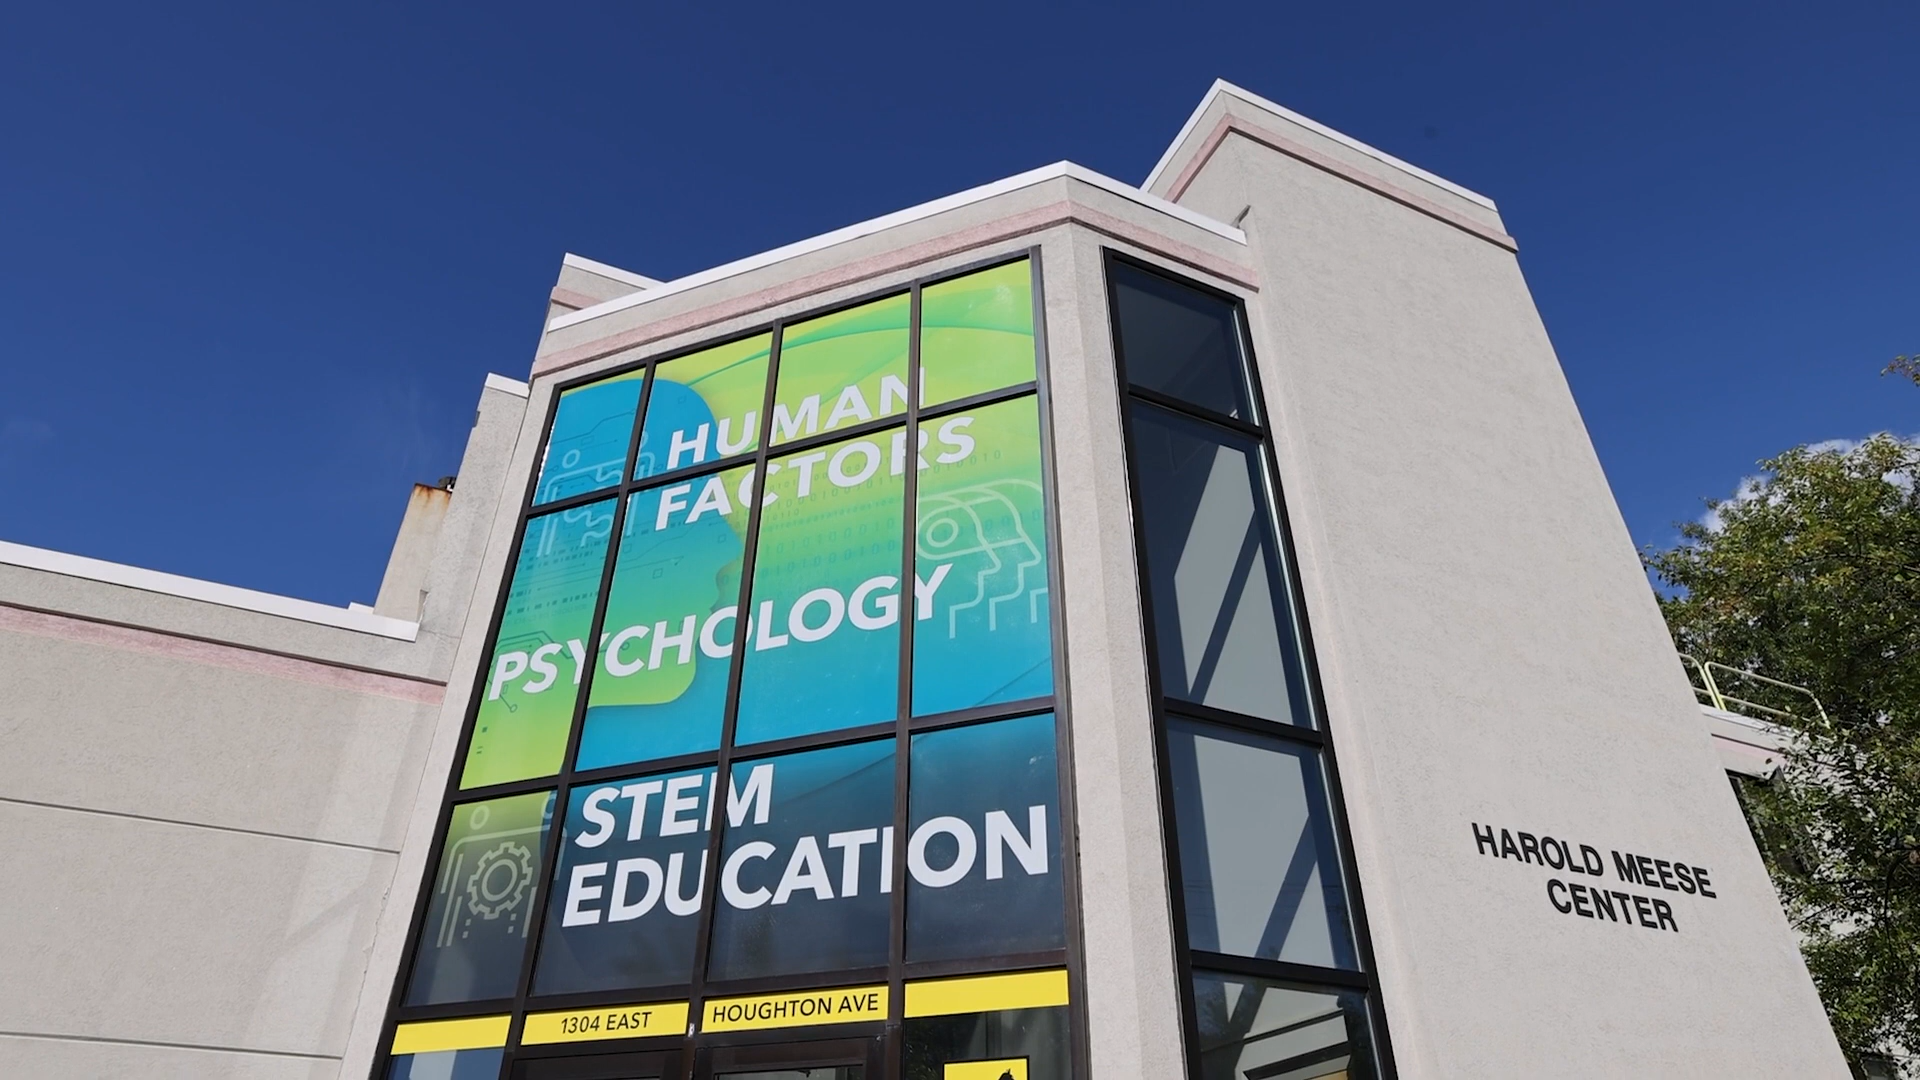 HUMAN
FACTORS
PSYCHOLOGY
STEM
EDUCATION
1304 EAST
HOUGHTON AVE
HAROLD MEESE
CENTER